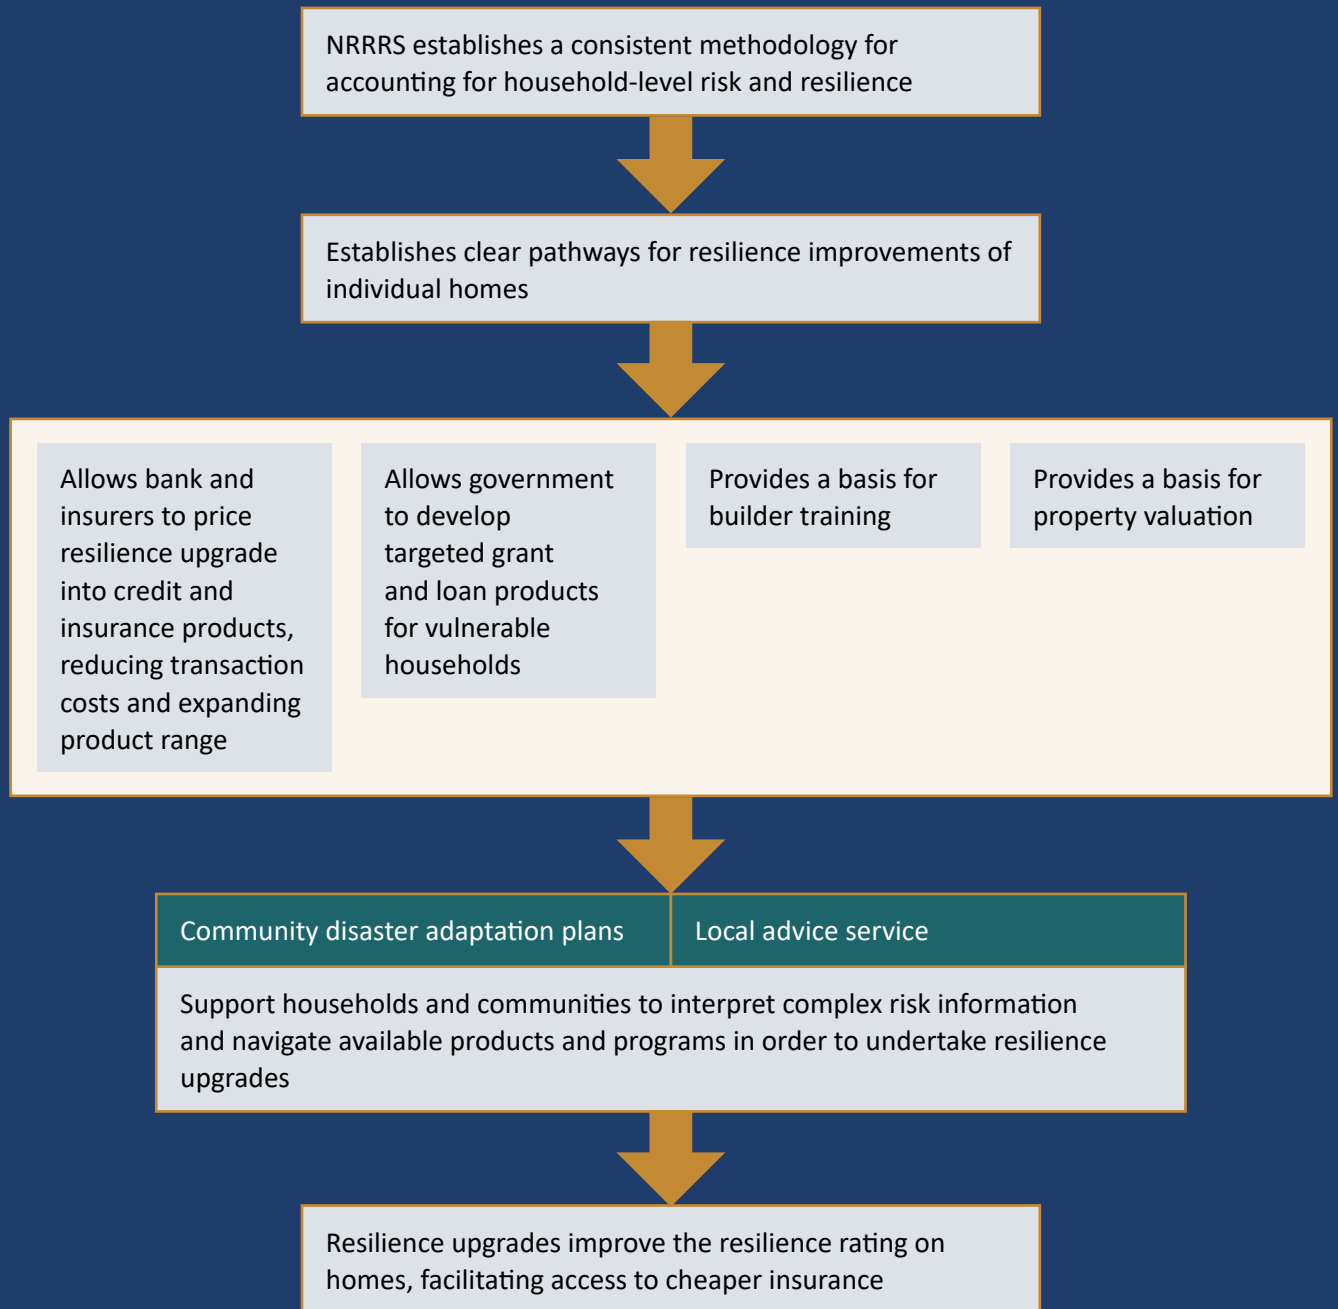 NRRRS establishes a consistent methodology for
accounting for household-level risk and resilience
Establishes clear pathways for resilience improvements of
individual homes
Allows bank and
insurers to price
resilience upgrade
into credit and
insurance products,
reducing transaction
costs and expanding
product range
Allows government
to develop
targeted grant
and loan products
for vulnerable
households
Provides a basis for
builder training
Provides a basis for
property valuation
Community disaster adaptation plans
Local advice service
Support households and communities to interpret complex risk information
and navigate available products and programs in order to undertake resilience
upgrades
Resilience upgrades improve the resilience rating on
homes, facilitating access to cheaper insurance